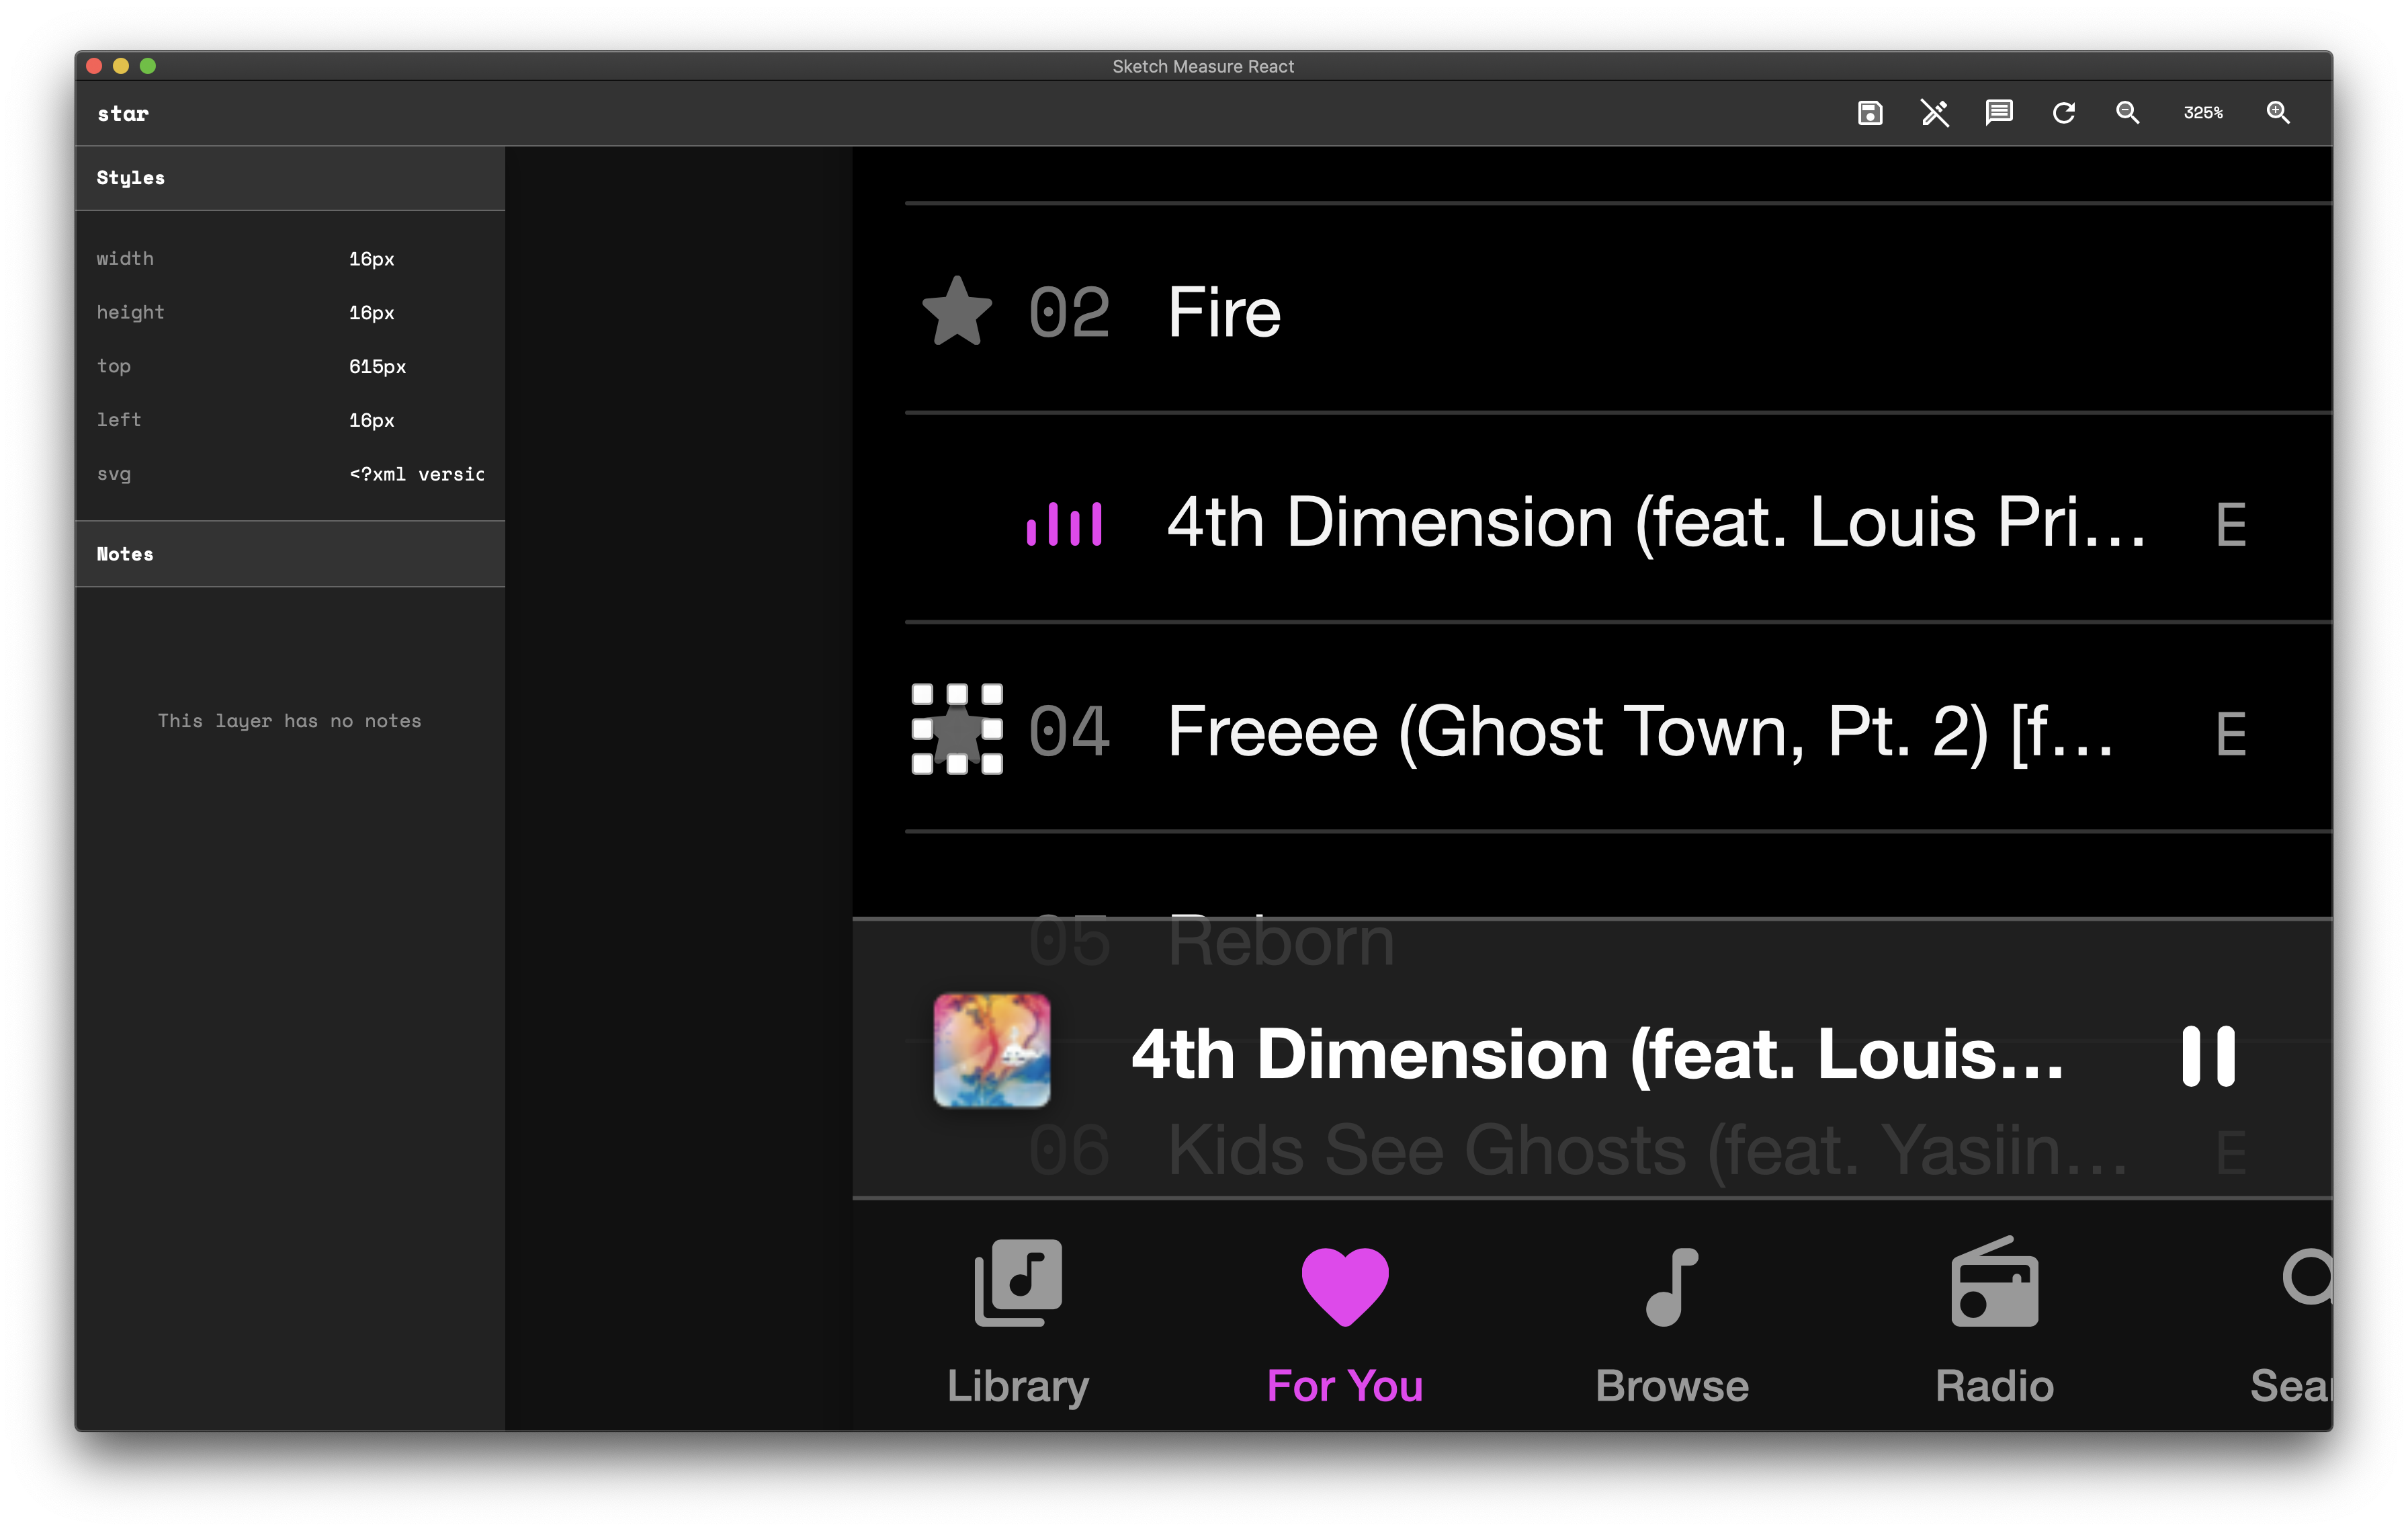 Sketch Measure React
star
325%
Styles
width 16px
height 16px
top 615px
left 16px
svg <?xml versic
Notes
This layer has no notes
02 Fire
4th Dimension (feat. Louis Pri... E
04 Freeee (Ghost Town, Pt. 2) [f... E
05 Reborn
4th Dimension (feat. Louis...
06 Kids See Ghosts (feat. Yasiin... E
Library For You Browse Radio Sear